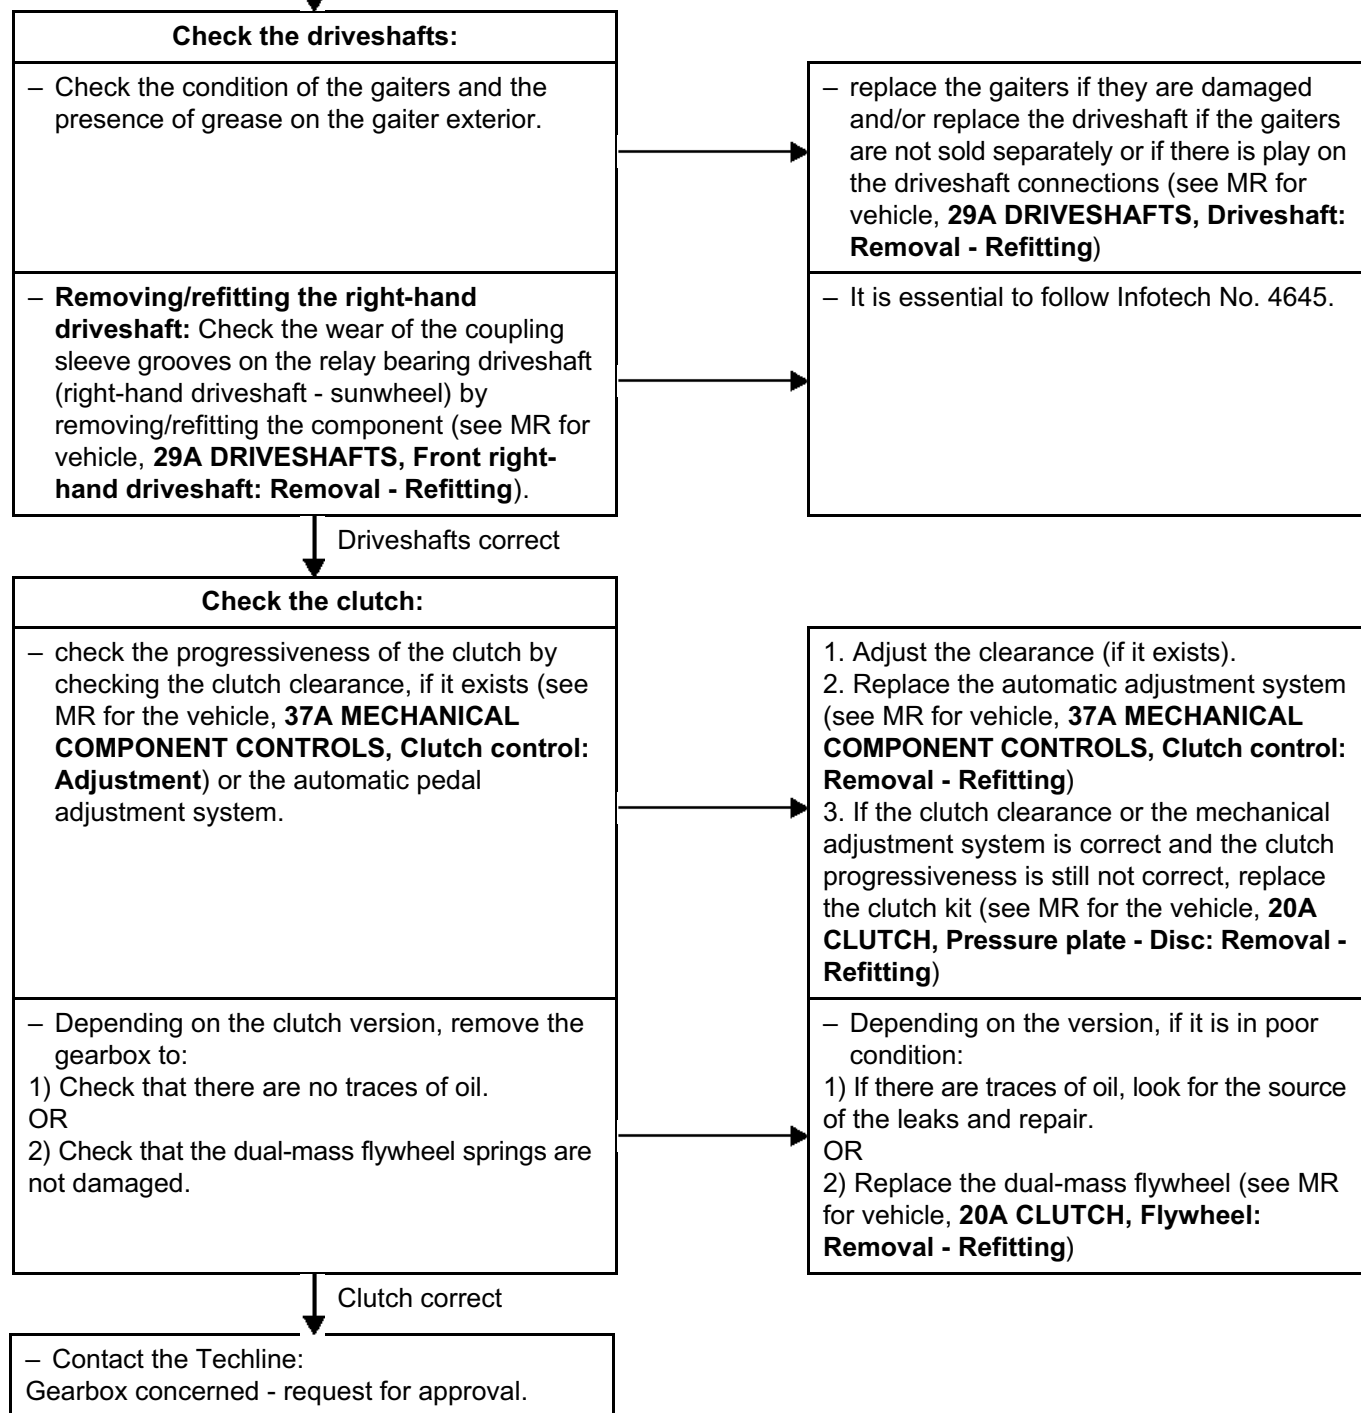 Check the driveshafts:
– Check the condition of the gaiters and the
presence of grease on the gaiter exterior.
– replace the gaiters if they are damaged
and/or replace the driveshaft if the gaiters
are not sold separately or if there is play on
the driveshaft connections (see MR for
vehicle, 29A DRIVESHAFTS, Driveshaft:
Removal - Refitting)
– Removing/refitting the right-hand
driveshaft: Check the wear of the coupling
sleeve grooves on the relay bearing driveshaft
(right-hand driveshaft - sunwheel) by
removing/refitting the component (see MR for
vehicle, 29A DRIVESHAFTS, Front right-
hand driveshaft: Removal - Refitting).
– It is essential to follow Infotech No. 4645.
Driveshafts correct
Check the clutch:
– check the progressiveness of the clutch by
checking the clutch clearance, if it exists (see
MR for the vehicle, 37A MECHANICAL
COMPONENT CONTROLS, Clutch control:
Adjustment) or the automatic pedal
adjustment system.
1. Adjust the clearance (if it exists).
2. Replace the automatic adjustment system
(see MR for vehicle, 37A MECHANICAL
COMPONENT CONTROLS, Clutch control:
Removal - Refitting)
3. If the clutch clearance or the mechanical
adjustment system is correct and the clutch
progressiveness is still not correct, replace
the clutch kit (see MR for the vehicle, 20A
CLUTCH, Pressure plate - Disc: Removal -
Refitting)
– Depending on the clutch version, remove the
gearbox to:
1) Check that there are no traces of oil.
OR
2) Check that the dual-mass flywheel springs are
not damaged.
– Depending on the version, if it is in poor
condition:
1) If there are traces of oil, look for the source
of the leaks and repair.
OR
2) Replace the dual-mass flywheel (see MR
for vehicle, 20A CLUTCH, Flywheel:
Removal - Refitting)
Clutch correct
– Contact the Techline:
Gearbox concerned - request for approval.